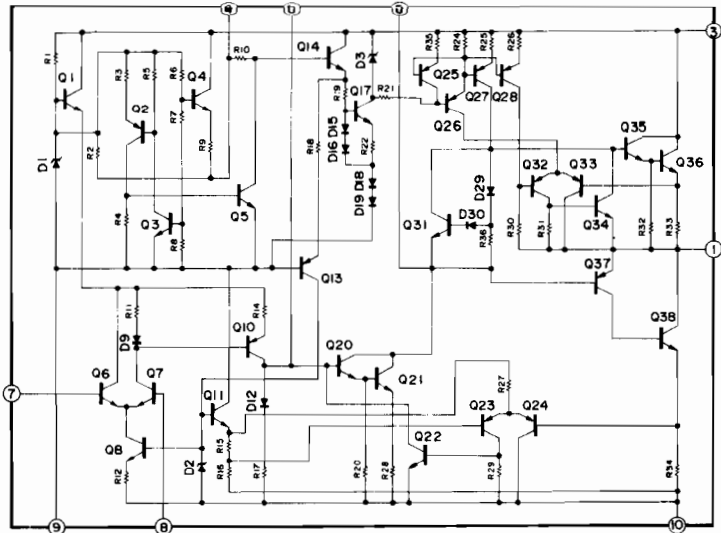 R1
Q1
R3
R5
R6
Q4
R10
Q14
D3
R35
R24
R25
R26
3
Q2
R7
R19
Q17
R21
Q25
Q27
Q28
Q26
D1
R2
R9
R18
D15
D16
R22
Q35
Q36
R4
Q3
R8
Q5
D18
D19
Q31
D29
D30
R36
Q32
Q33
R30
R31
Q34
R32
R33
1
Q13
Q37
R11
R14
Q10
D9
Q20
Q38
Q6
Q7
Q11
D12
Q21
R27
7
Q23
Q24
Q8
R15
Q22
R12
D2
R16
R17
R20
R28
R29
R34
9
8
10